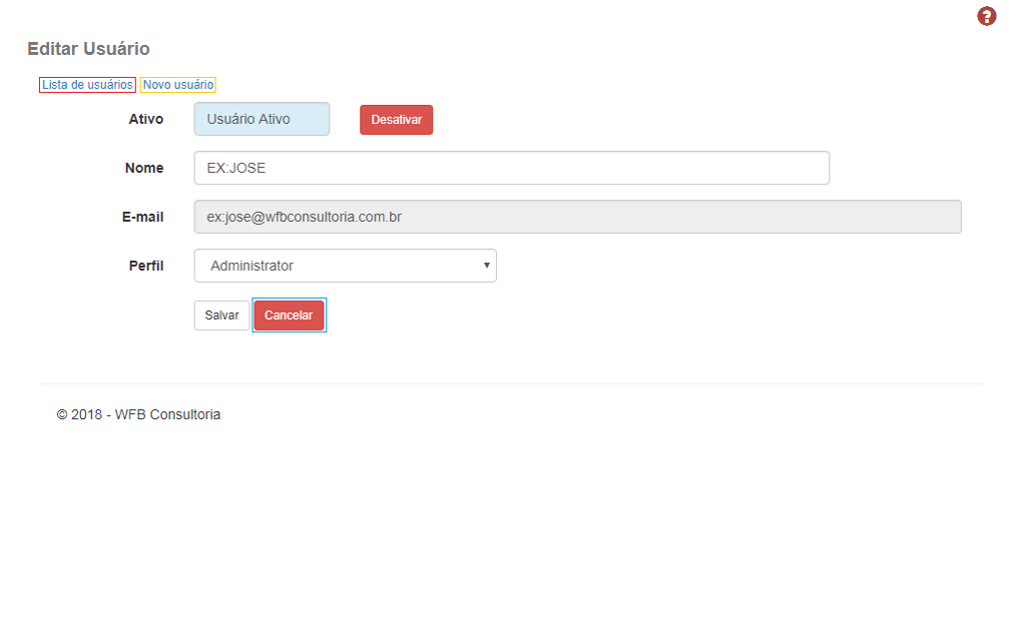 ?
Editar Usuário
Lista de usuários Novo usuário
Ativo Usuário Ativo Desativar
Nome EX:JOSE
E-mail ex:jose@wfbconsultoria.com.br
Perfil Administrator
Salvar Cancelar
© 2018 - WFB Consultoria